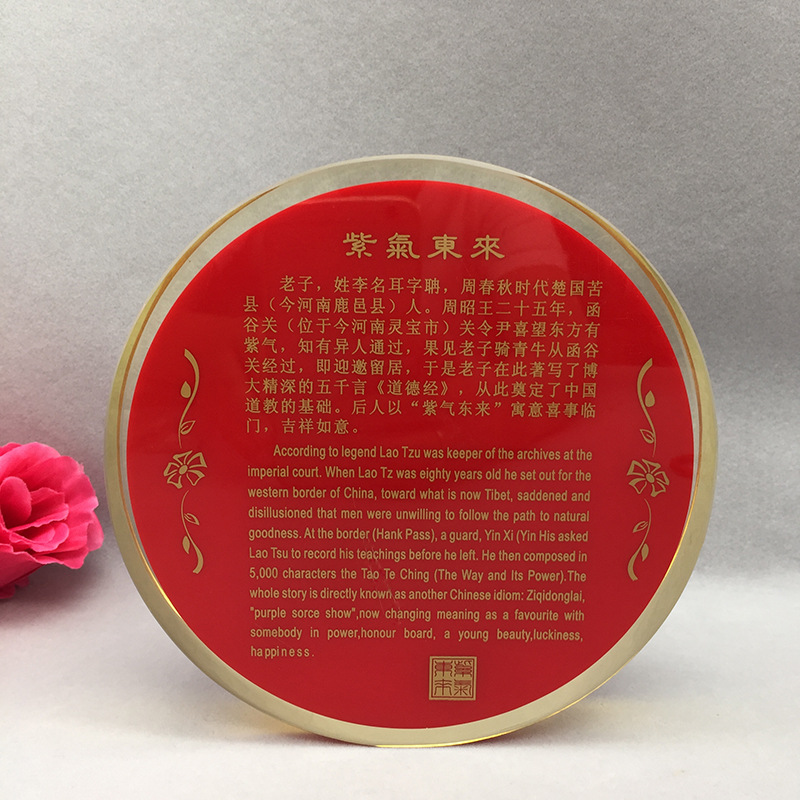 紫氣東來
老子，姓李名耳字聃，周春秋时代楚国苦
县（今河南鹿邑县）人。周昭王二十五年，函
谷关（位于今河南灵宝市）关令尹喜望东方有
紫气，知有异人通过，果见老子骑青牛从函谷
关经过，即迎邀留居，于是老子在此著写了博
大精深的五千言《道德经》，从此奠定了中国
道教的基础。后人以“紫气东来”寓意喜事临
门，吉祥如意。
According to legend Lao Tzu was keeper of the archives at the
imperial court. When Lao Tz was eighty years old he set out for the
western border of China, toward what is now Tibet, saddened and
disillusioned that men were unwilling to follow the path to natural
goodness. At the border (Hank Pass), a guard, Yin Xi (Yin His asked
Lao Tsu to record his teachings before he left. He then composed in
5,000 characters the Tao Te Ching (The Way and Its Power).The
whole story is directly known as another Chinese idiom: Ziqidonglai,
"purple sorce show",now changing meaning as a favourite with
somebody in power,honour board, a young beauty,luckiness,
happiness.
紫氣東来